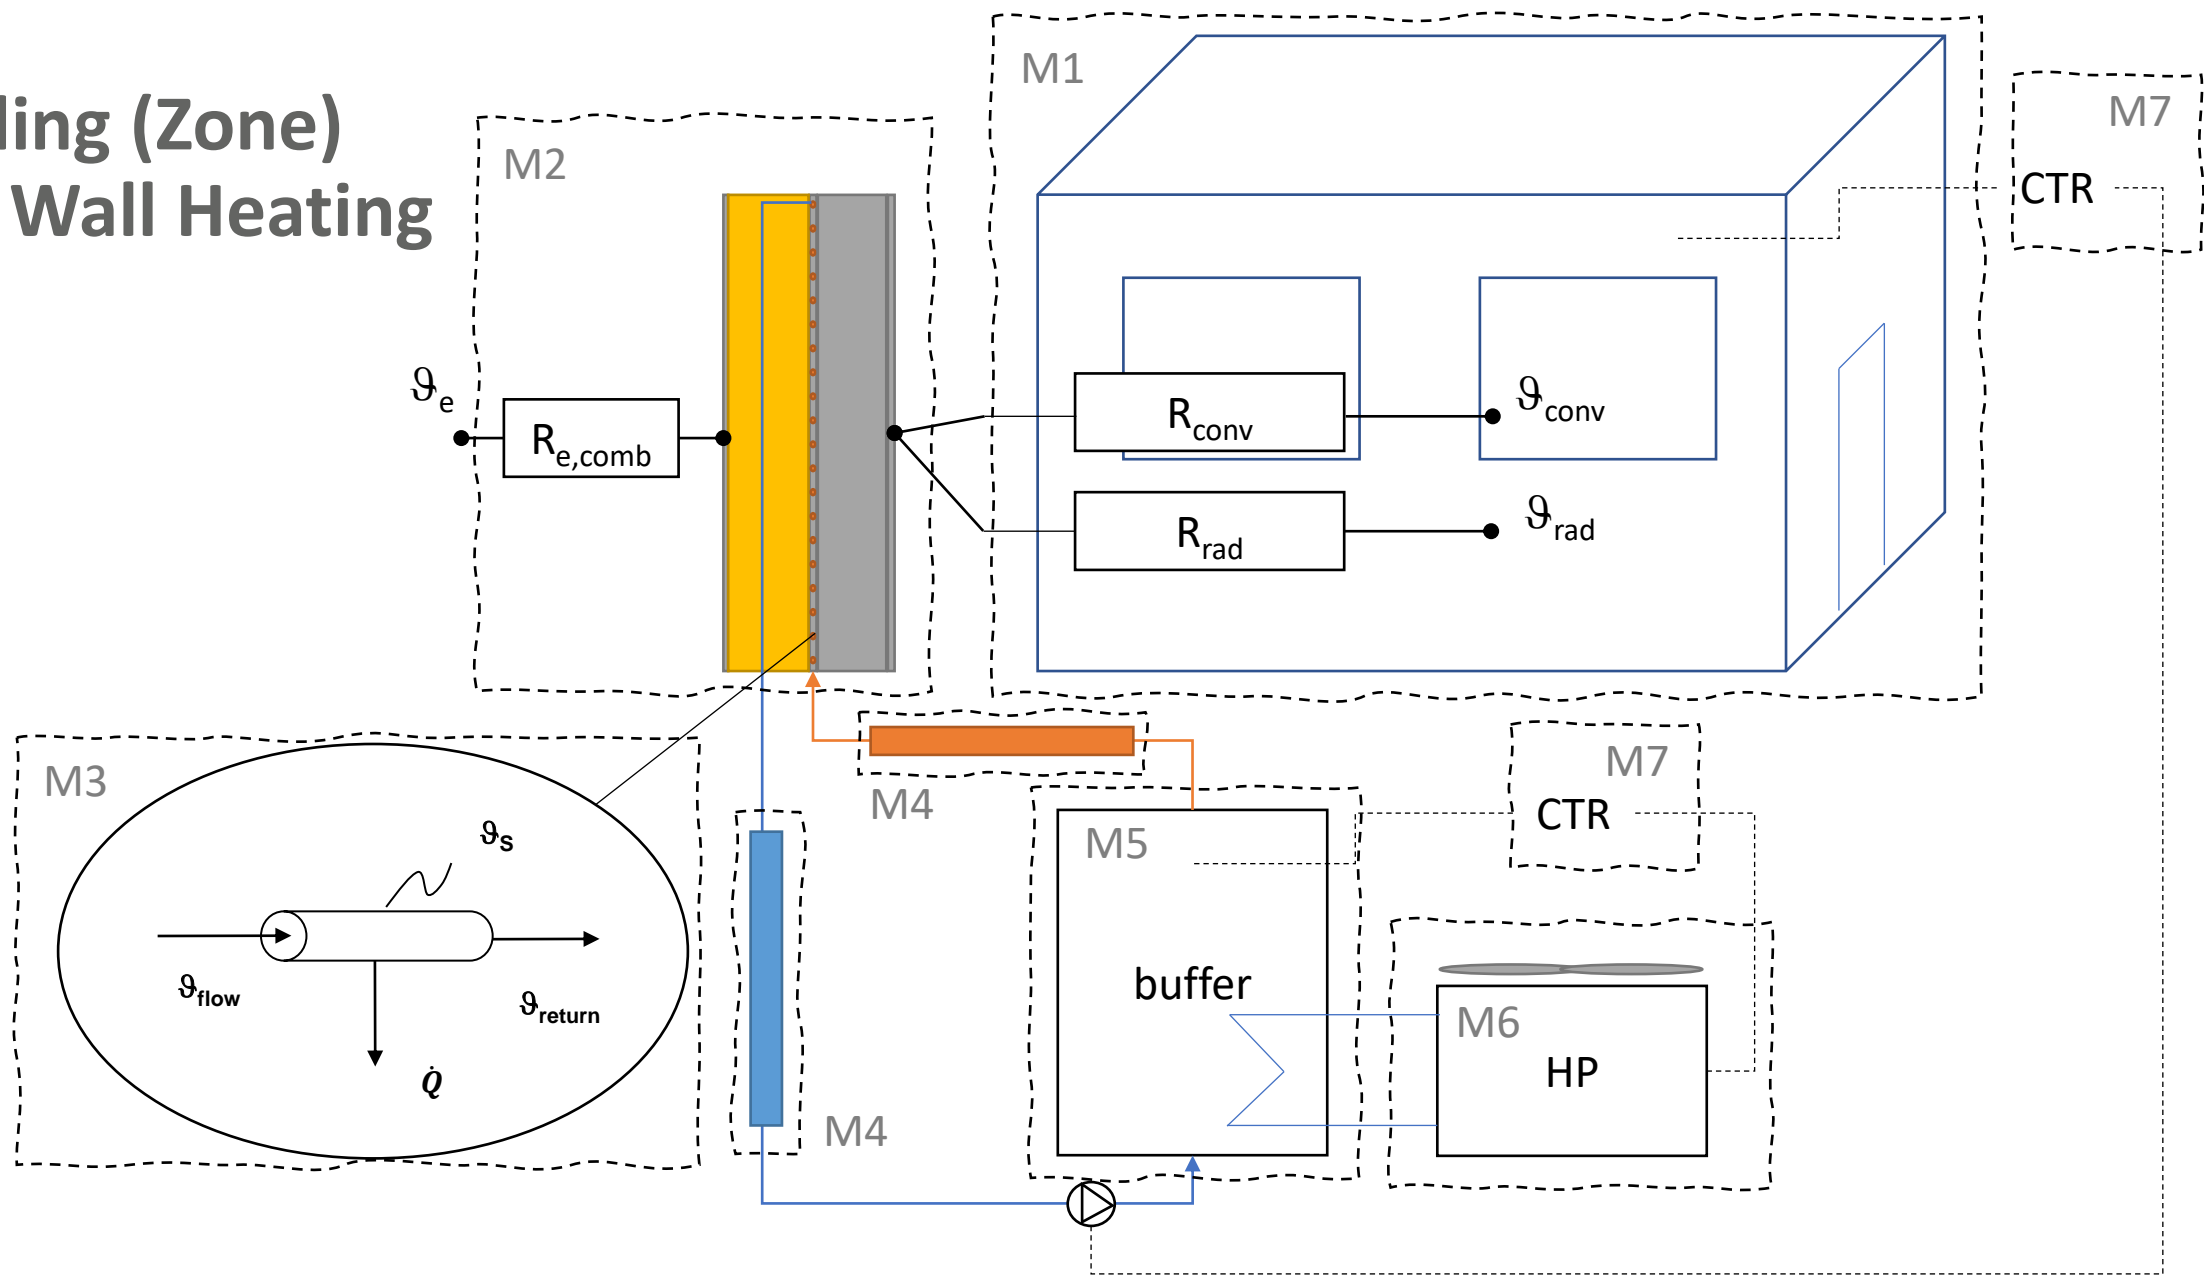 ling (Zone)
Wall Heating
M1
M7
CTR
M2
ϑe
Re,comb
Rconv
ϑconv
Rrad
ϑrad
M3
ϑS
ϑflow
ϑreturn
Q̇
M4
M4
M5
buffer
M7
CTR
M6
HP